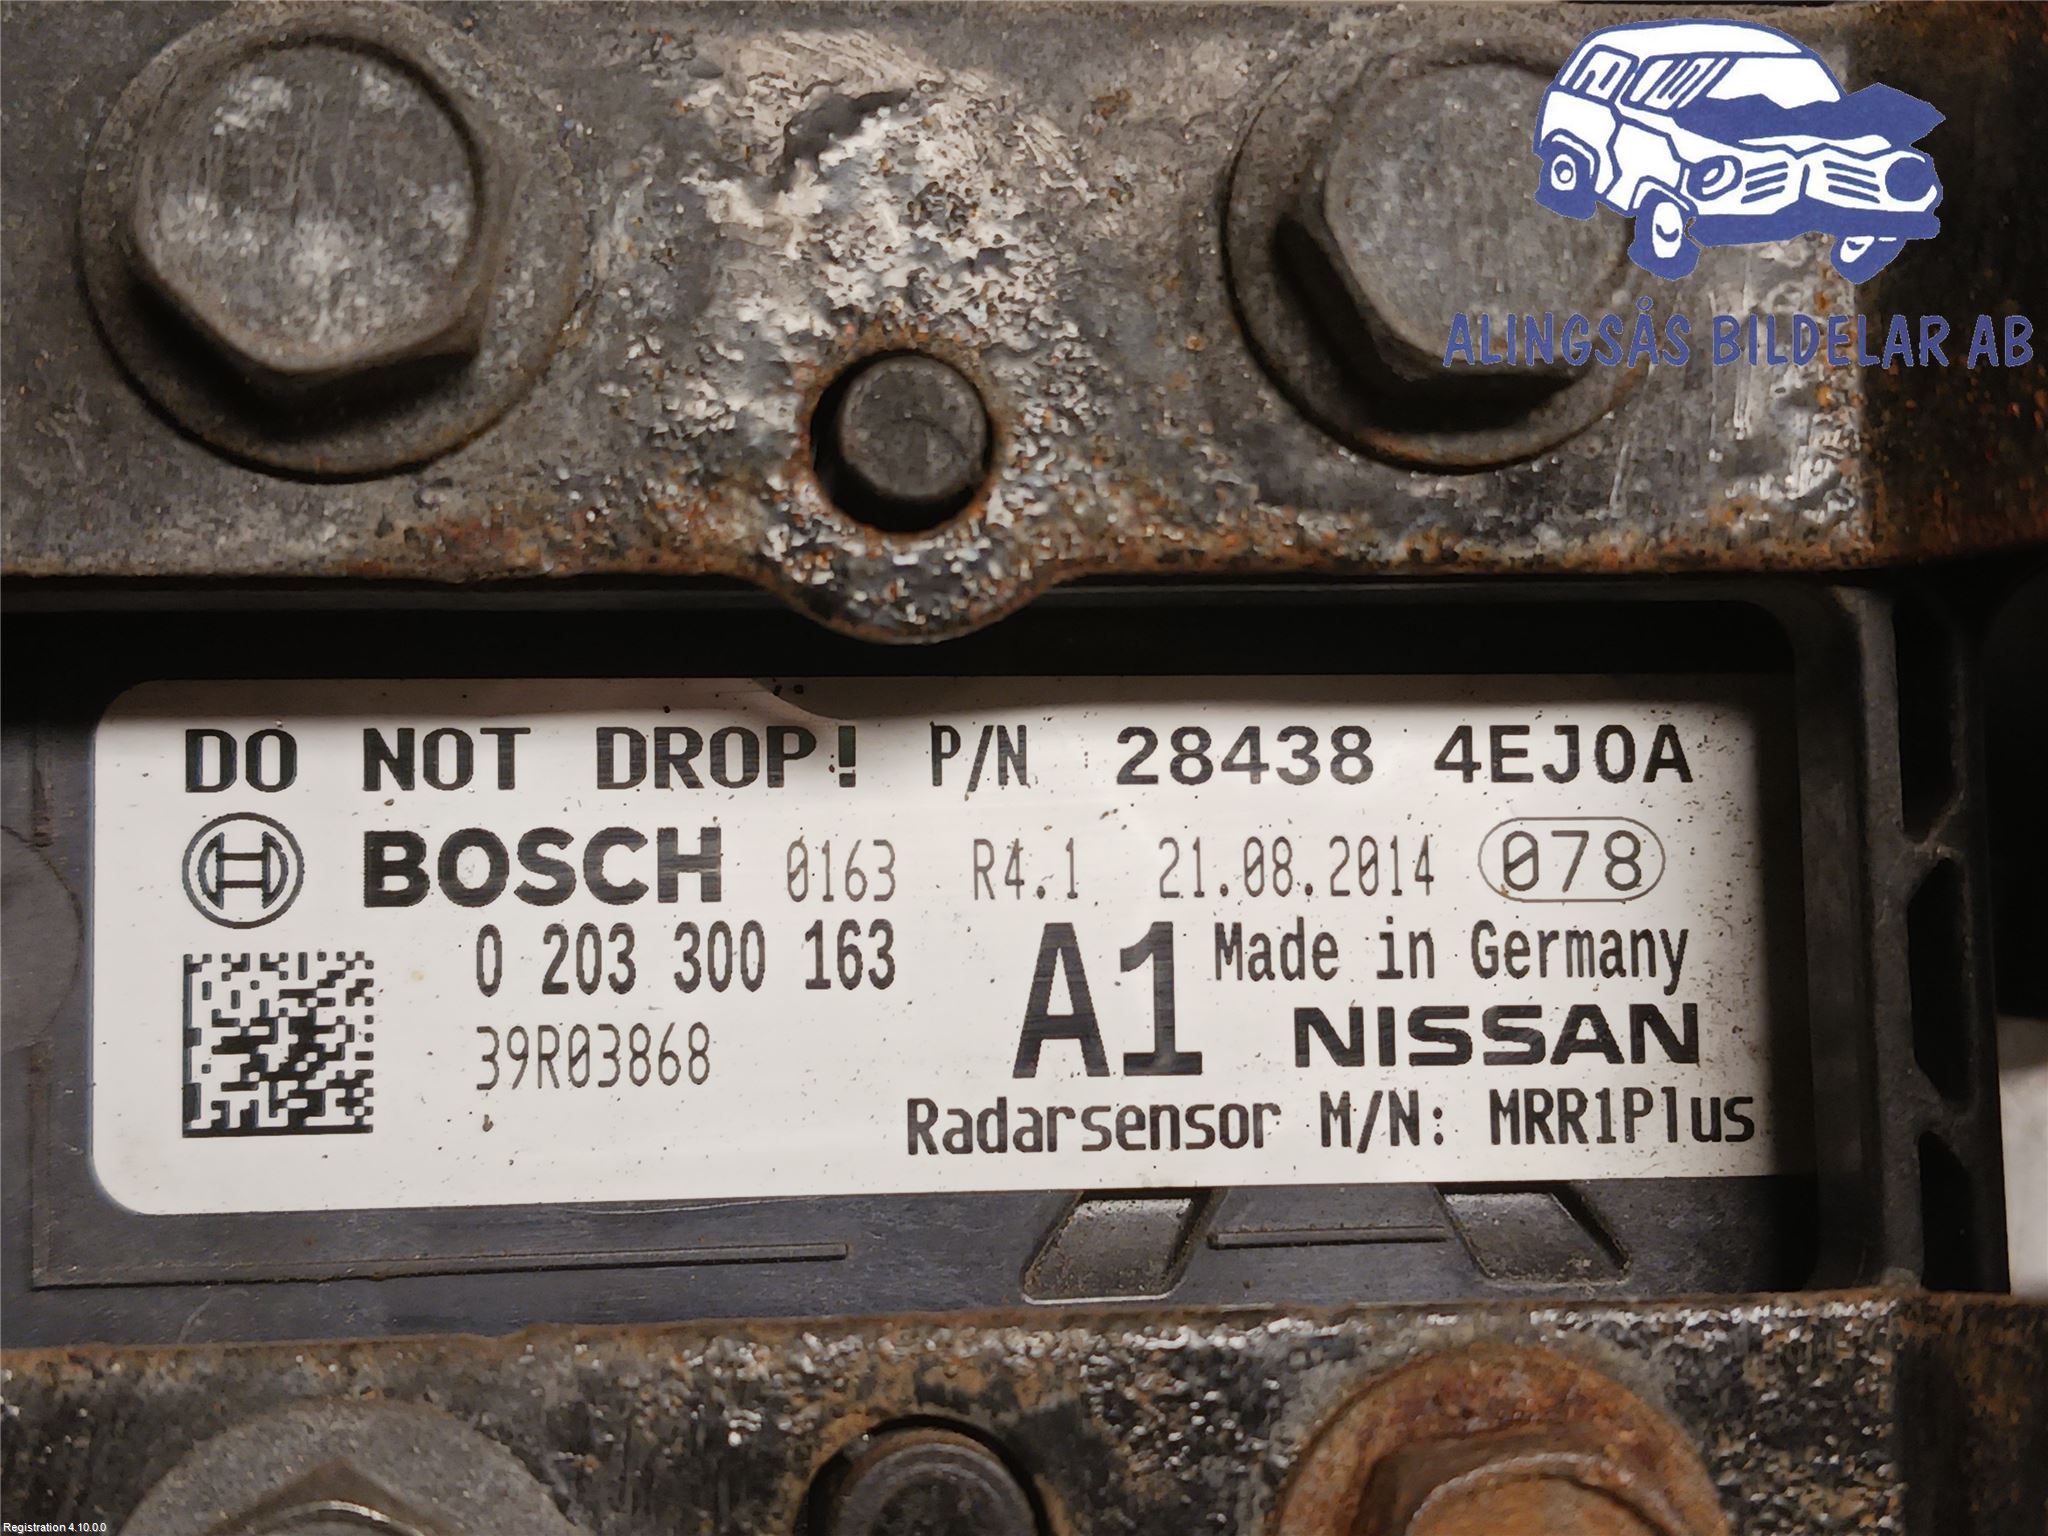 ALINGSÅS BILDELAR AB
DO NOT DROP! P/N 28438 4EJ0A
BOSCH 0163 R4.1 21.08.2014 078
0 203 300 163 A1 Made in Germany
39R03868 NISSAN
Radarsensor M/N: MRR1Plus
Registration 4.10.0.0